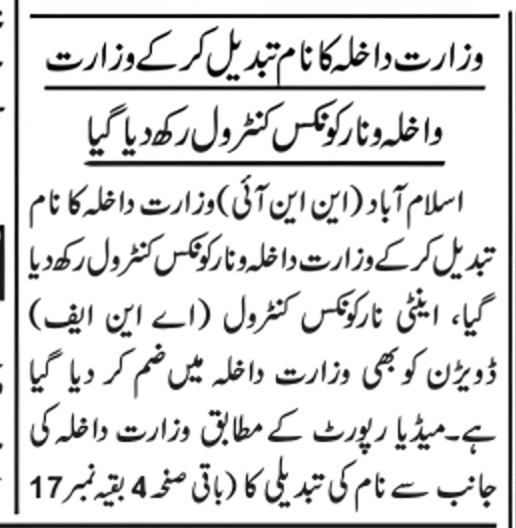 وزارت داخلہ کا نام تبدیل کر کے وزارت
داخلہ و نارکوٹکس کنٹرول رکھ دیا گیا
اسلام آباد (این این آئی) وزارت داخلہ کا نام
تبدیل کر کے وزارت داخلہ و نارکوٹکس کنٹرول رکھ دیا
گیا، اینٹی نارکوٹکس کنٹرول (اے این ایف)
ڈویژن کو بھی وزارت داخلہ میں ضم کر دیا گیا
ہے۔ میڈیا رپورٹ کے مطابق وزارت داخلہ کی
جانب سے نام کی تبدیلی کا (باقی صفحہ 4 بقیہ نمبر 17